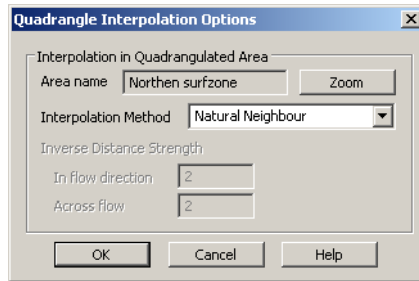 Quadrangle Interpolation Options
Interpolation in Quadrangulated Area
Area name Northen surfzone Zoom
Interpolation Method Natural Neighbour
Inverse Distance Strength
In flow direction 2
Across flow 2
OK Cancel Help